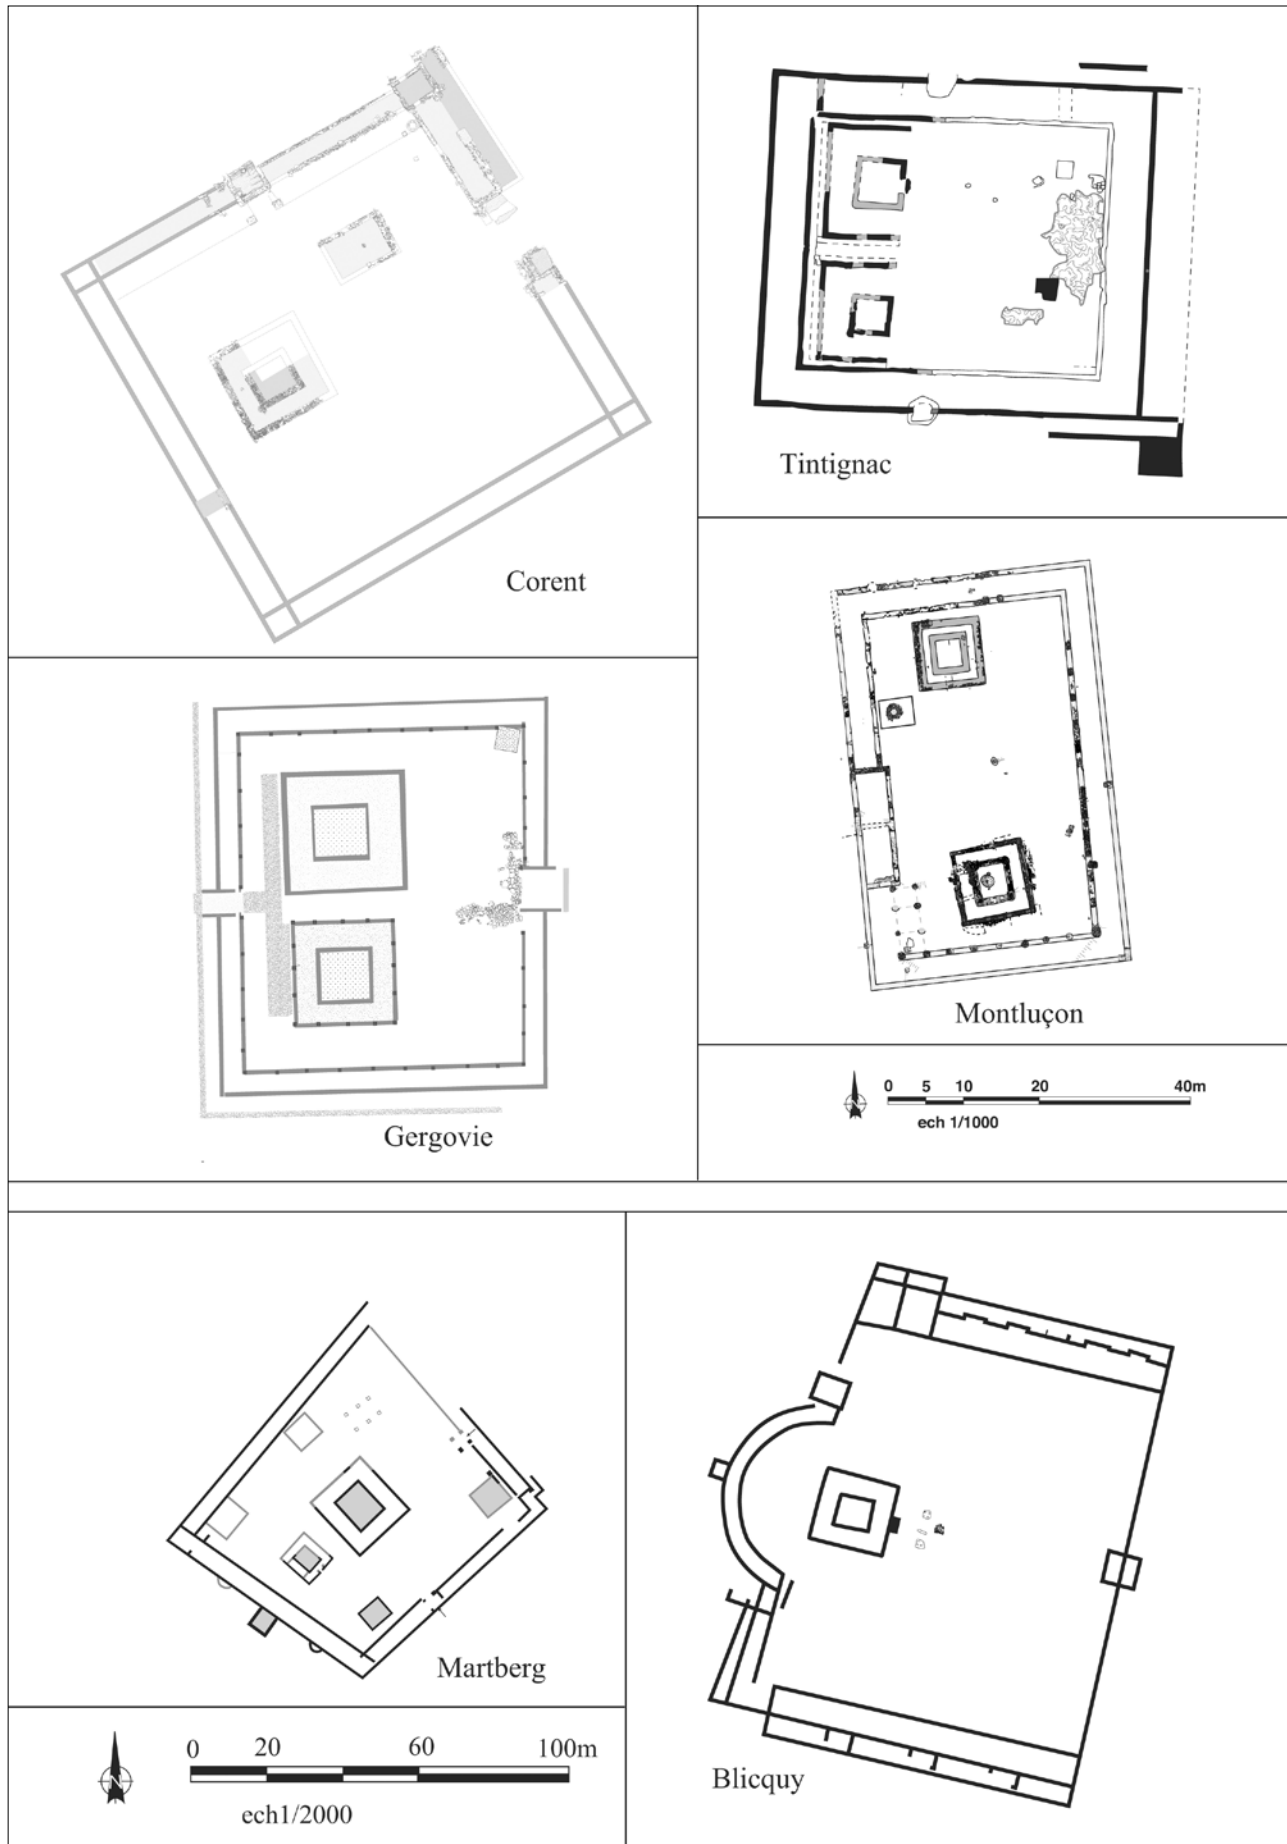 Corent
Tintignac
Montluçon
Gergovie
0 5 10 20 40m
N
ech 1/1000
Martberg
0 20 60 100m
N
ech1/2000
Blicquy